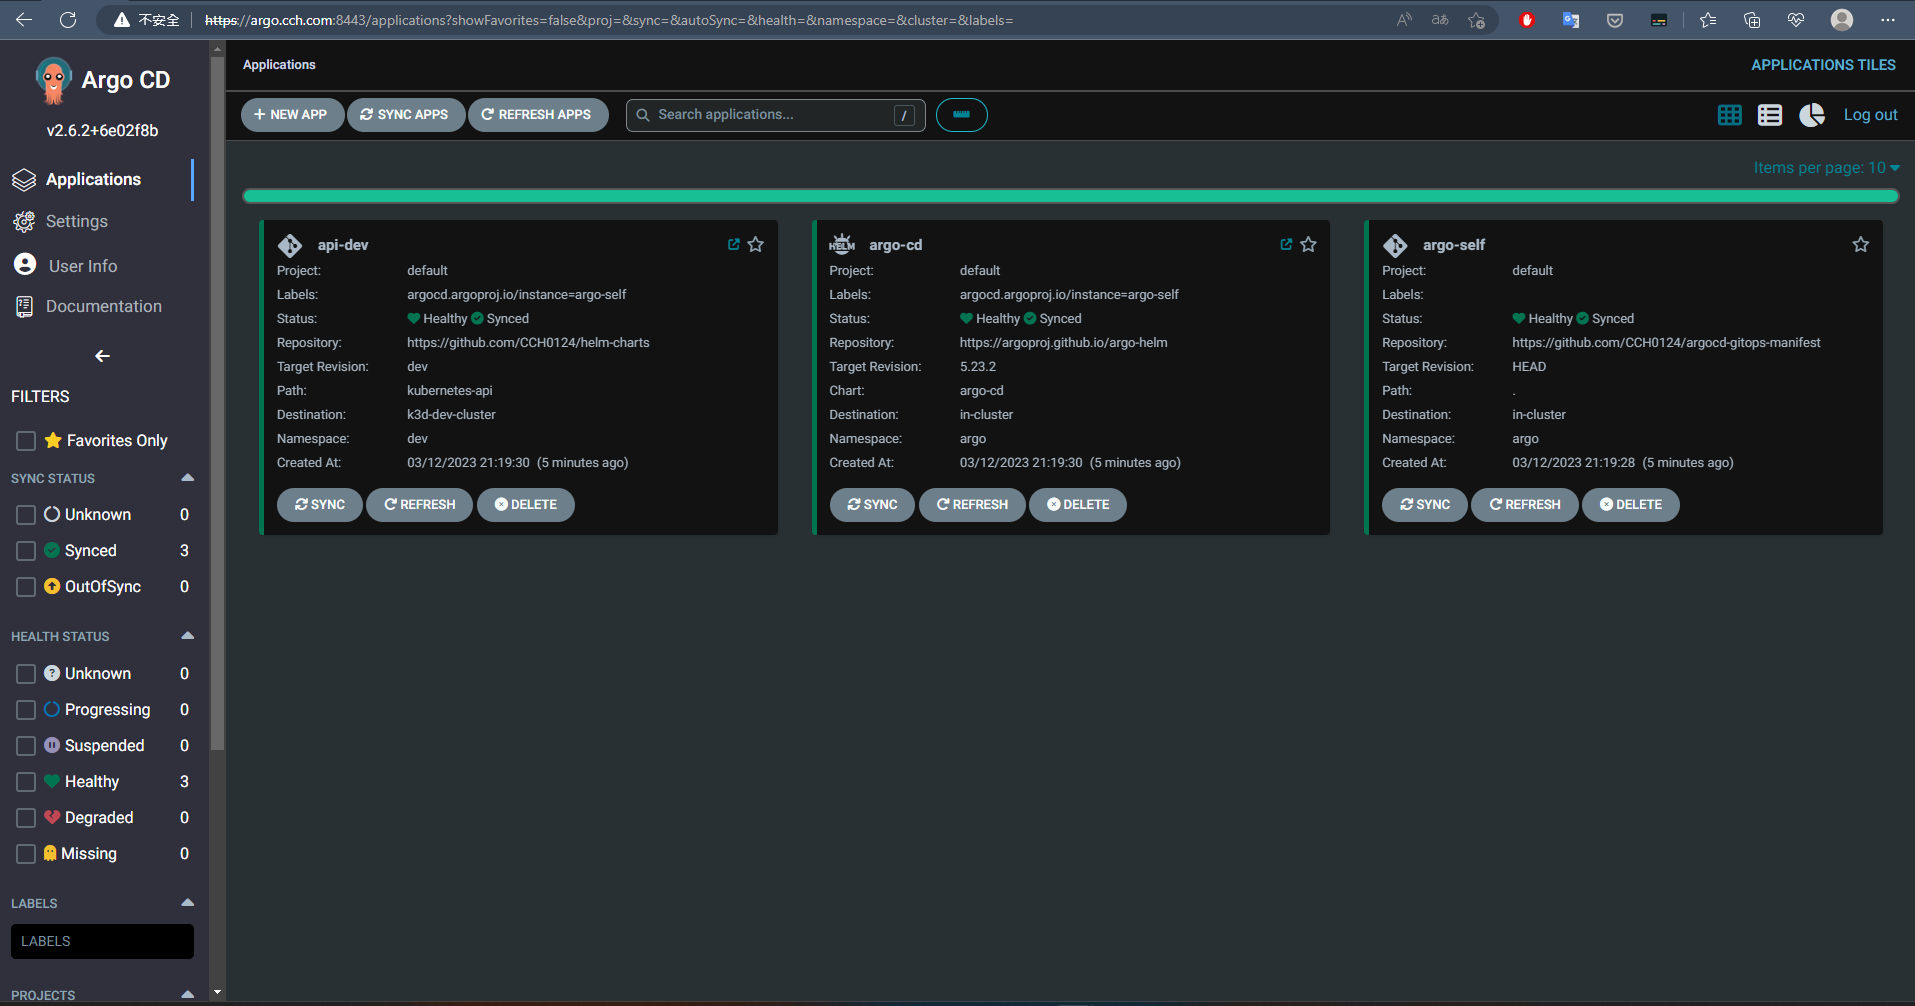 不安全 https://argo.cch.com:8443/applications?showFavorites=false&proj=&sync=&autoSync=&health=&namespace=&cluster=&labels=
Argo CD
v2.6.2+6e02f8b
Applications
Settings
User Info
Documentation
FILTERS
Favorites Only
SYNC STATUS
Unknown 0
Synced 3
OutOfSync 0
HEALTH STATUS
Unknown 0
Progressing 0
Suspended 0
Healthy 3
Degraded 0
Missing 0
LABELS
LABELS
PROJECTS
Applications
APPLICATIONS TILES
NEW APP SYNC APPS REFRESH APPS Search applications... / Log out
Items per page: 10
api-dev
Project: default
Labels: argocd.argoproj.io/instance=argo-self
Status: Healthy Synced
Repository: https://github.com/CCH0124/helm-charts
Target Revision: dev
Path: kubernetes-api
Destination: k3d-dev-cluster
Namespace: dev
Created At: 03/12/2023 21:19:30 (5 minutes ago)
SYNC REFRESH DELETE
HELM argo-cd
Project: default
Labels: argocd.argoproj.io/instance=argo-self
Status: Healthy Synced
Repository: https://argoproj.github.io/argo-helm
Target Revision: 5.23.2
Chart: argo-cd
Destination: in-cluster
Namespace: argo
Created At: 03/12/2023 21:19:30 (5 minutes ago)
SYNC REFRESH DELETE
argo-self
Project: default
Labels:
Status: Healthy Synced
Repository: https://github.com/CCH0124/argocd-gitops-manifest
Target Revision: HEAD
Path: .
Destination: in-cluster
Namespace: argo
Created At: 03/12/2023 21:19:28 (5 minutes ago)
SYNC REFRESH DELETE